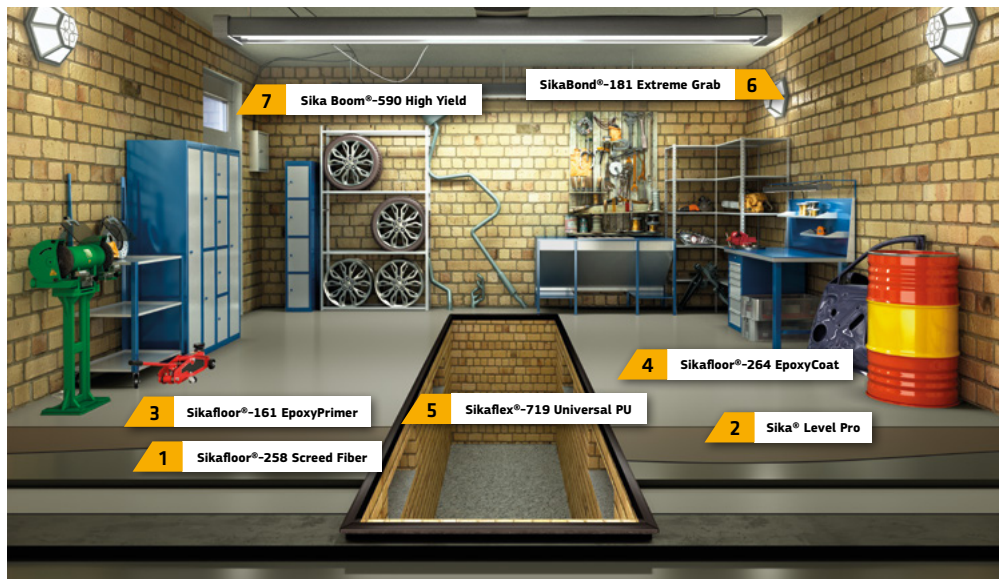 7 Sika Boom®-590 High Yield
SikaBond®-181 Extreme Grab 6
4 Sikafloor®-264 EpoxyCoat
3 Sikafloor®-161 EpoxyPrimer
5 Sikaflex®-719 Universal PU
2 Sika® Level Pro
1 Sikafloor®-258 Screed Fiber